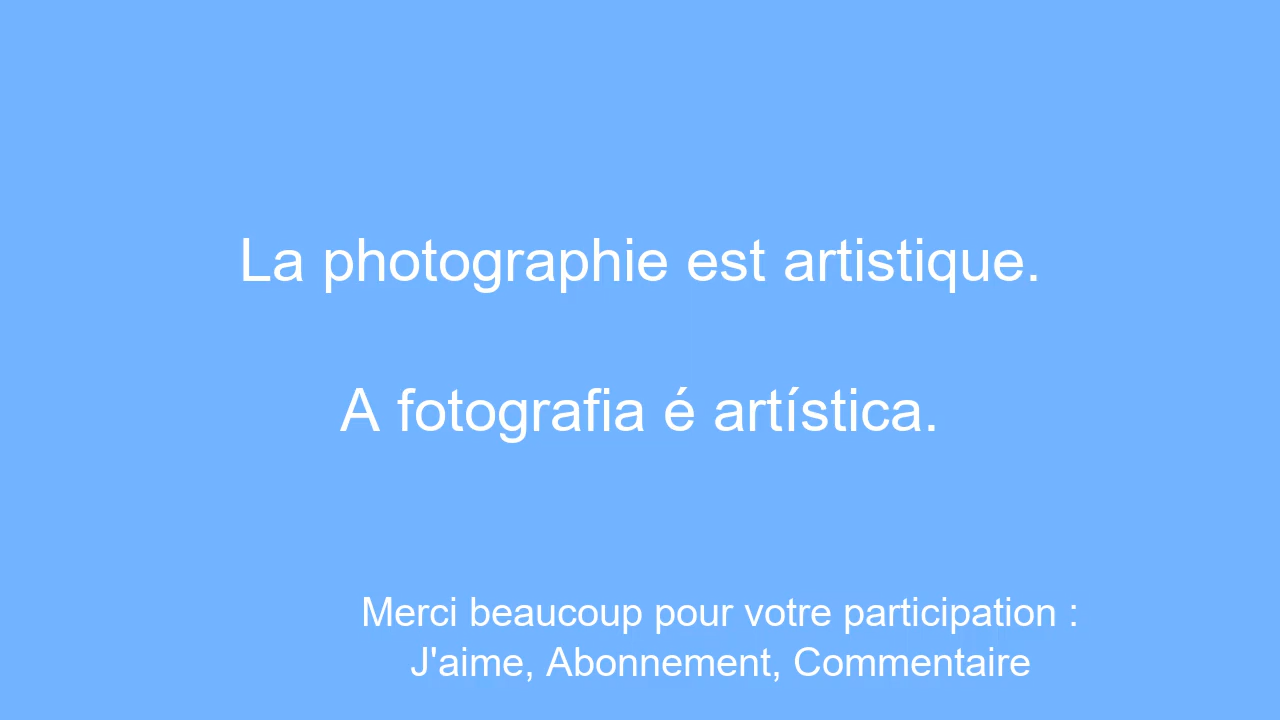 La photographie est artistique.
A fotografia é artística.
Merci beaucoup pour votre participation :
J'aime, Abonnement, Commentaire